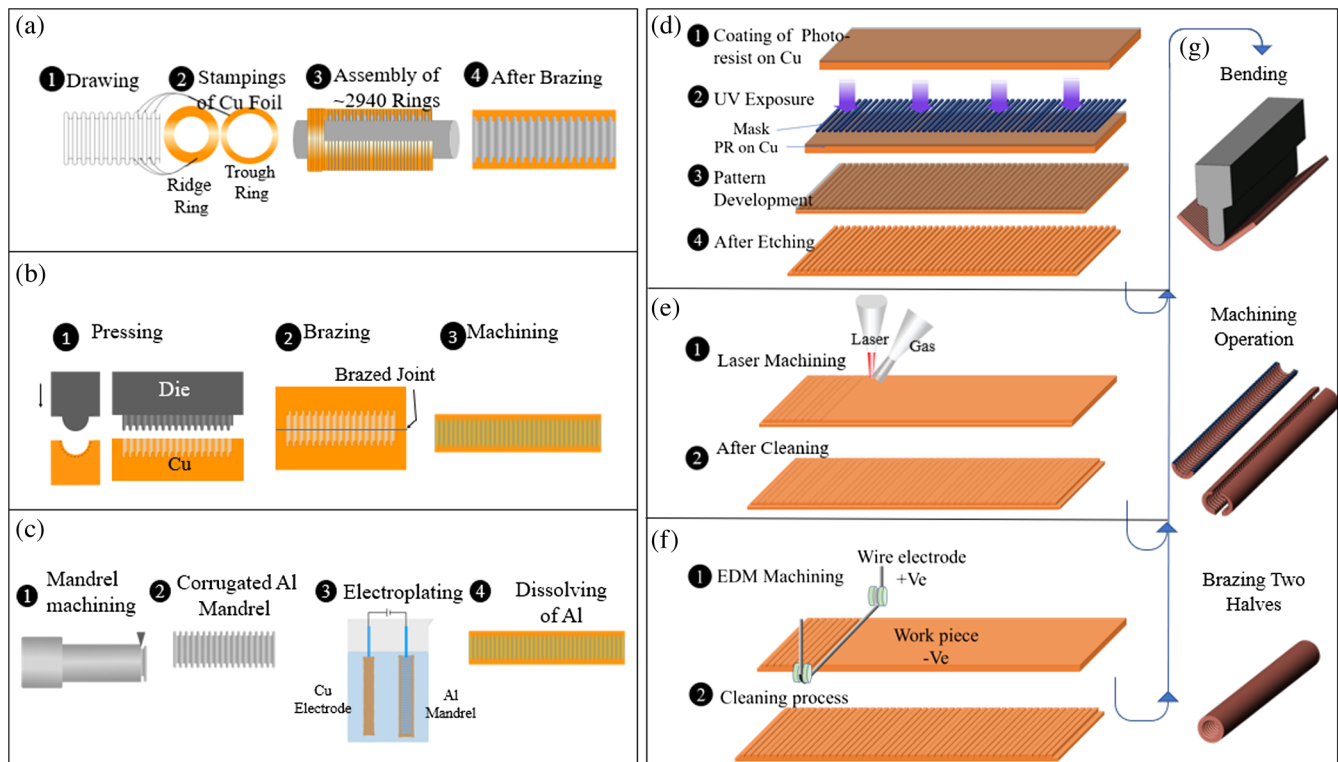 (a)
1 Drawing
2 Stampings
of Cu Foil
3 Assembly of
~2940 Rings
4 After Brazing
Ridge
Ring
Trough
Ring
(b)
1 Pressing
2 Brazing
3 Machining
Brazed Joint
Die
Cu
(c)
1 Mandrel
machining
2 Corrugated Al
Mandrel
3 Electroplating
4 Dissolving
of Al
Cu
Electrode
Al
Mandrel
(d)
1 Coating of Photo-
resist on Cu
2 UV Exposure
Mask
PR on Cu
3 Pattern
Development
4 After Etching
(e)
1 Laser Machining
Laser
Gas
2 After Cleaning
(f)
1 EDM Machining
Wire electrode
+Ve
Work piece
-Ve
2 Cleaning process
(g)
Bending
Machining
Operation
Brazing Two
Halves